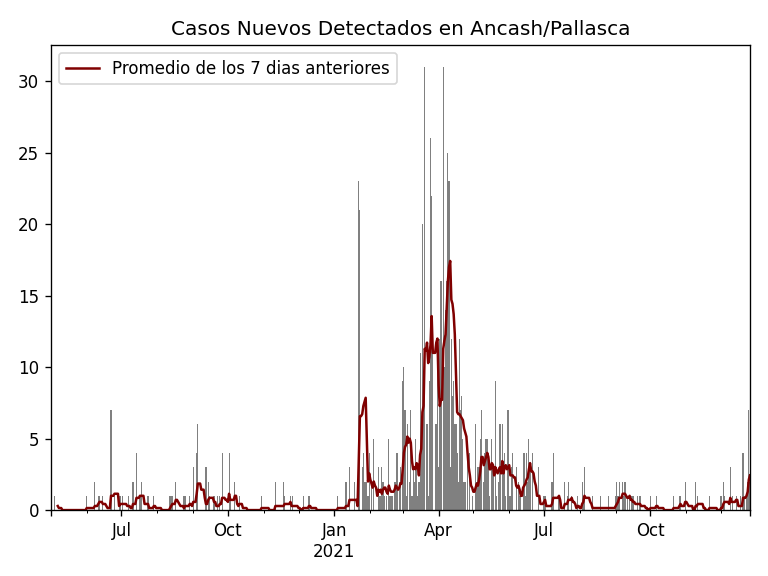 Casos Nuevos Detectados en Ancash/Pallasca
Promedio de los 7 dias anteriores
30
25
20
15
10
5
0
Jul
Oct
Jan
2021
Apr
Jul
Oct